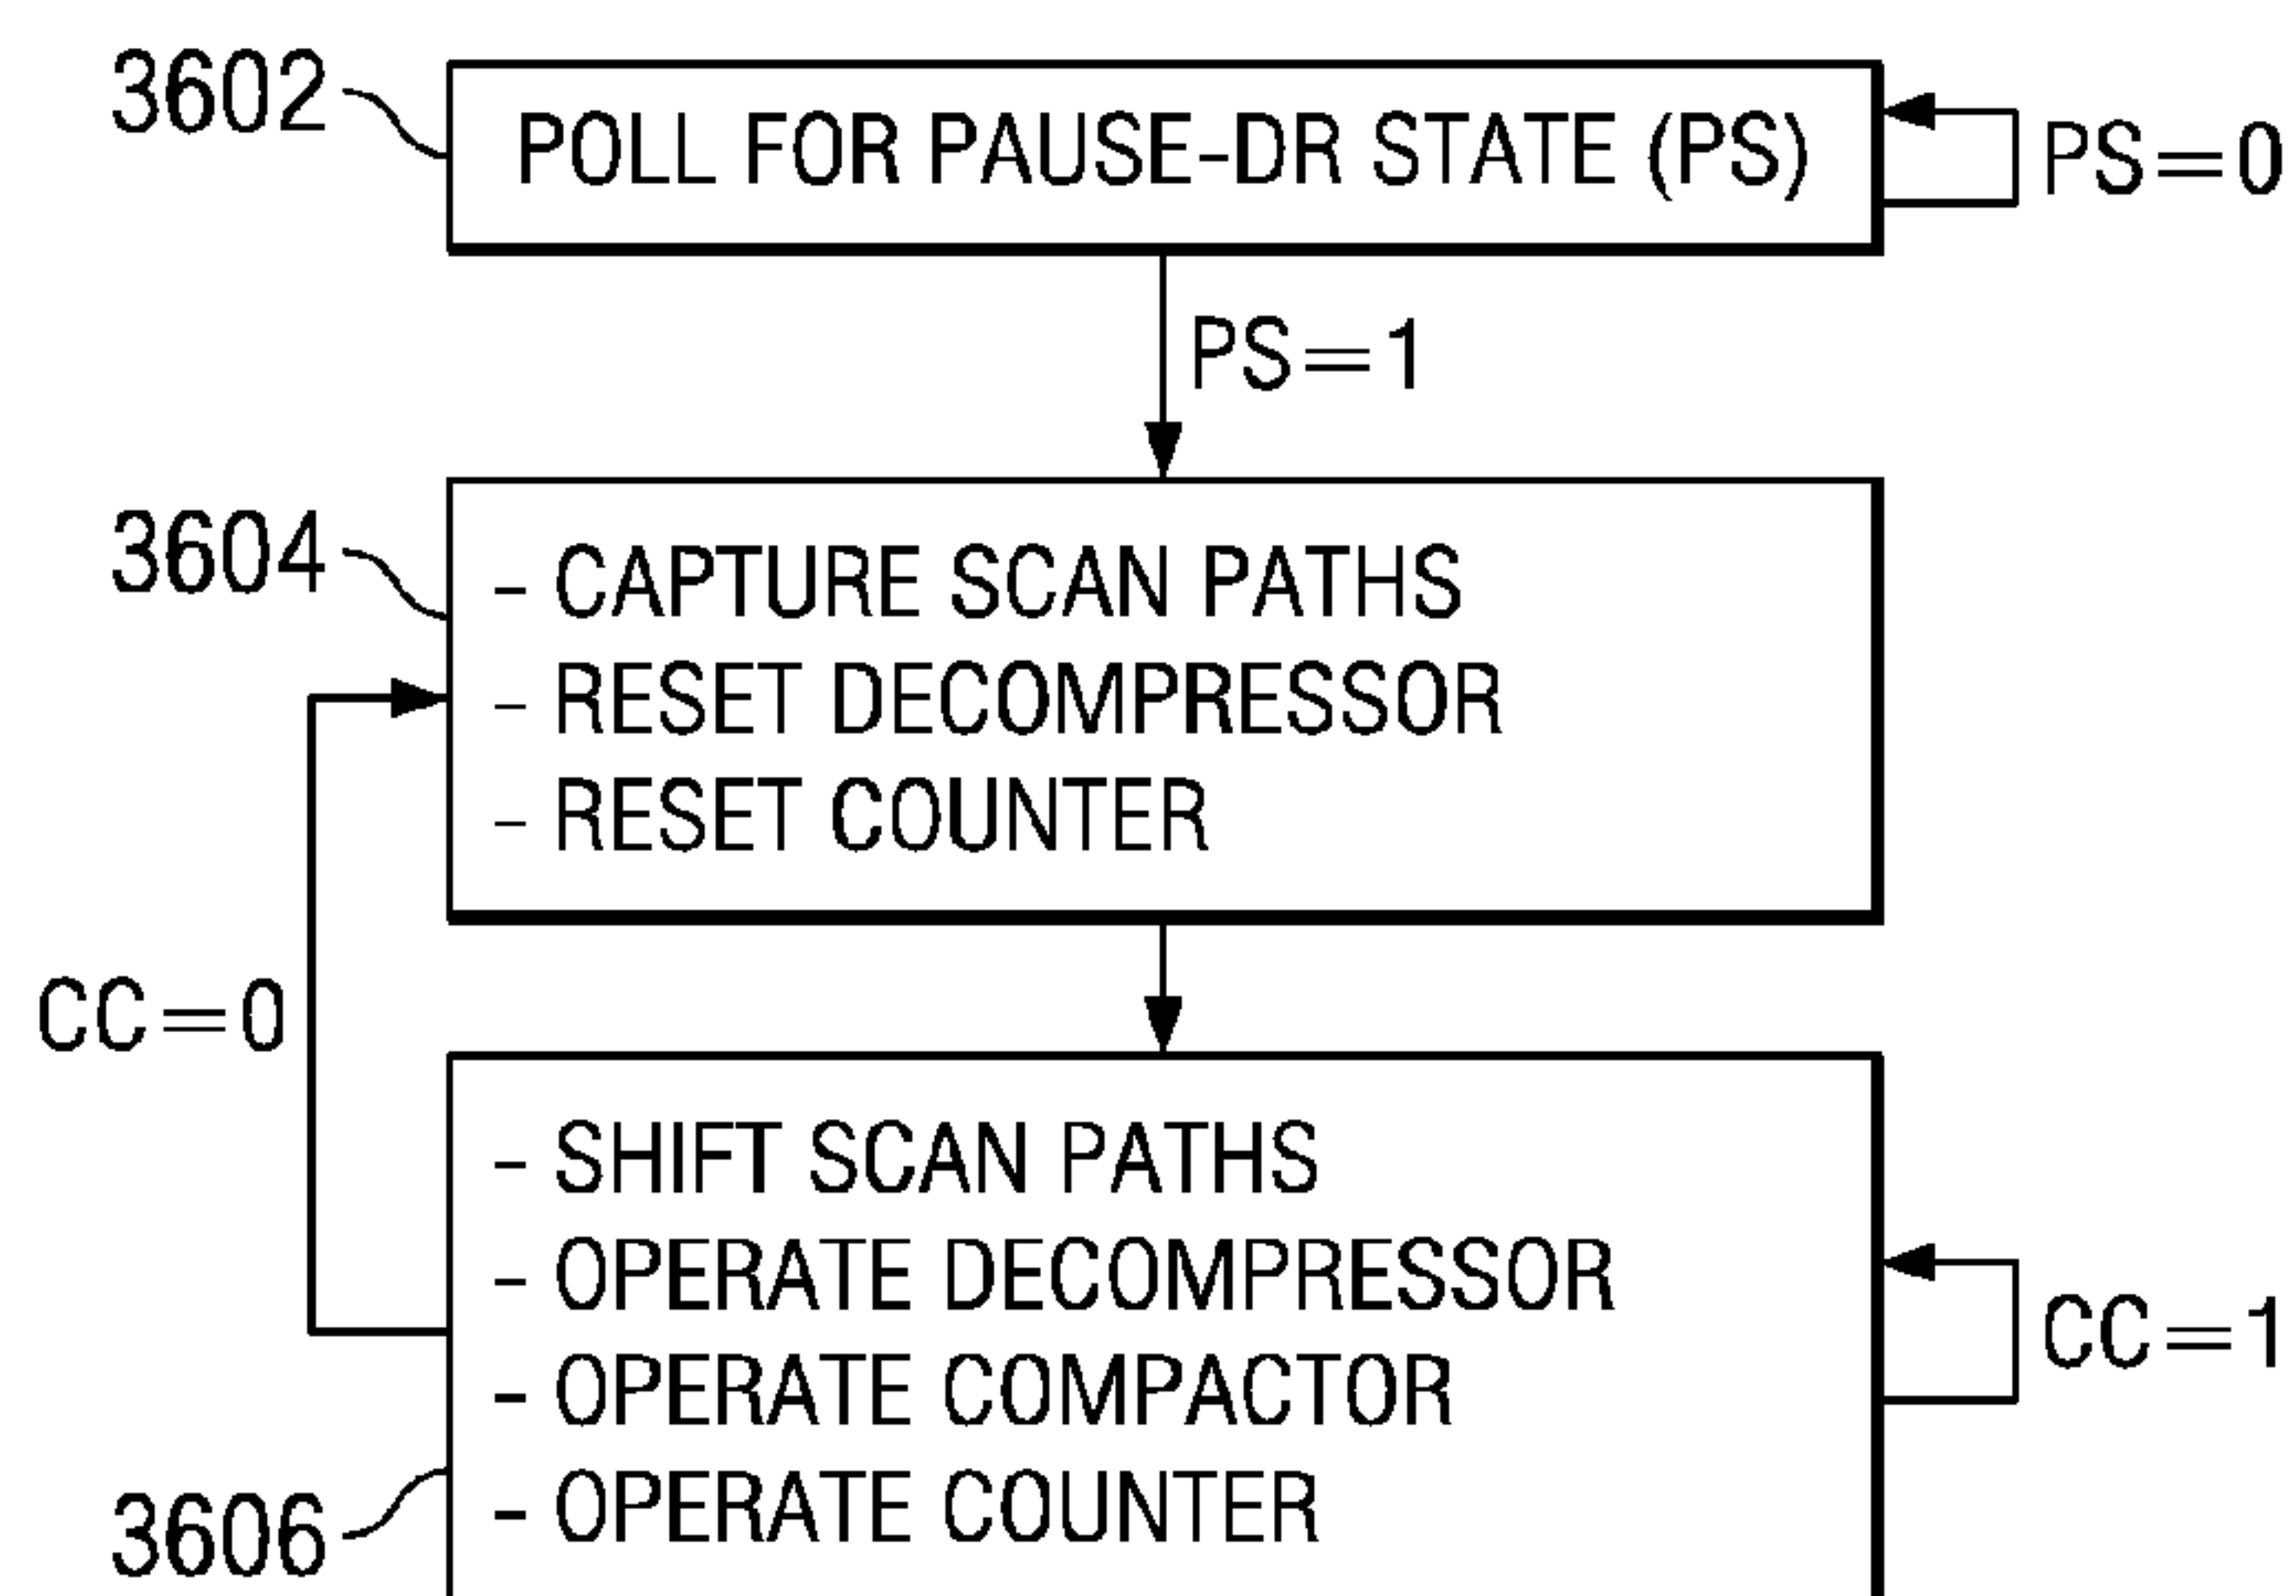 3602
POLL FOR PAUSE-DR STATE (PS)
PS=0
PS=1
3604
- CAPTURE SCAN PATHS
- RESET DECOMPRESSOR
- RESET COUNTER
CC=0
- SHIFT SCAN PATHS
- OPERATE DECOMPRESSOR
- OPERATE COMPACTOR
- OPERATE COUNTER
CC=1
3606